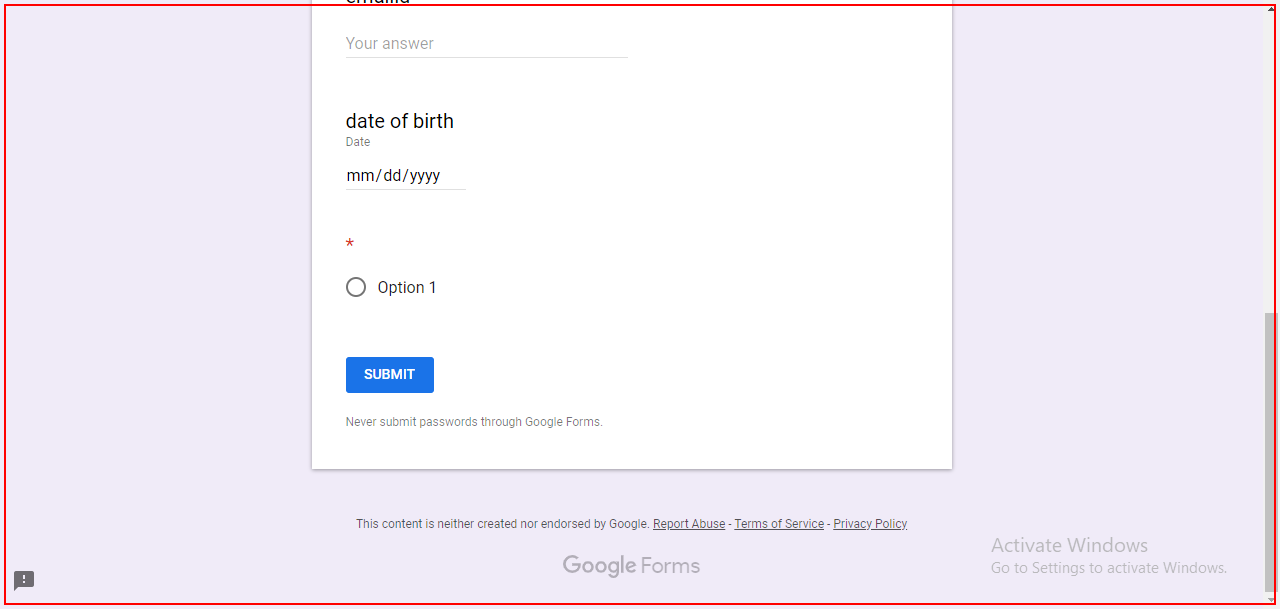 emailid
Your answer
date of birth
Date
mm/dd/yyyy
*
Option 1
SUBMIT
Never submit passwords through Google Forms.
This content is neither created nor endorsed by Google. Report Abuse - Terms of Service - Privacy Policy
Google Forms
Activate Windows
Go to Settings to activate Windows.